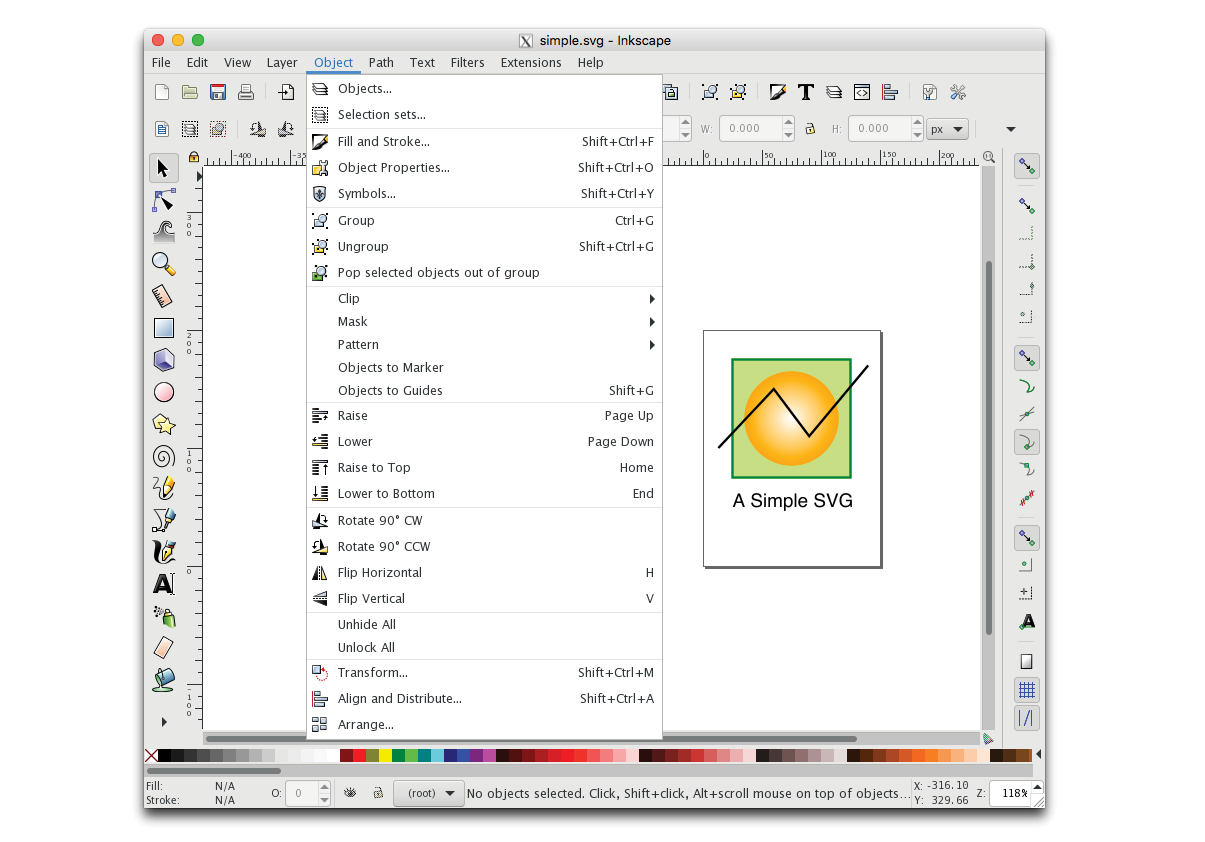 simple.svg - Inkscape
File Edit View Layer Object Path Text Filters Extensions Help
Objects...
Selection sets...
W: 0.000 H: 0.000 px
Fill and Stroke... Shift+Ctrl+F
-400 -35 0 50 100 150 200
Object Properties... Shift+Ctrl+O
Symbols... Shift+Ctrl+Y
Group Ctrl+G
300
Ungroup Shift+Ctrl+G
Pop selected objects out of group
Clip
Mask
200
Pattern
Objects to Marker
Objects to Guides Shift+G
Raise Page Up
Lower Page Down
100
Raise to Top Home
Lower to Bottom End
A Simple SVG
Rotate 90° CW
Rotate 90° CCW
Flip Horizontal H
0
Flip Vertical V
Unhide All
Unlock All
Transform... Shift+Ctrl+M
Align and Distribute... Shift+Ctrl+A
-100
Arrange...
Fill: N/A
Stroke: N/A
O: 0
(root)
No objects selected. Click, Shift+click, Alt+scroll mouse on top of objects...
X: -316.10
Y: 329.66
Z: 118%